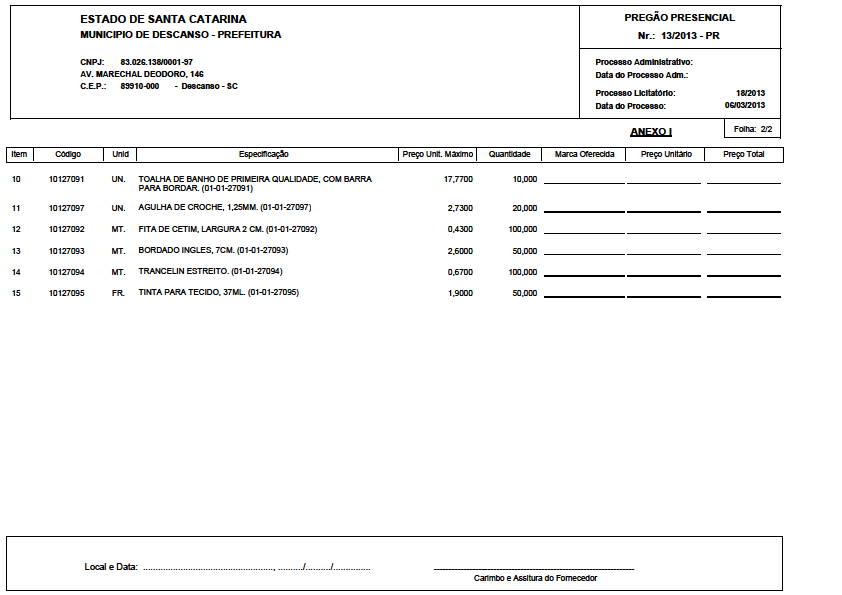 ESTADO DE SANTA CATARINA
MUNICIPIO DE DESCANSO - PREFEITURA
CNPJ: 83.026.138/0001-97
AV. MARECHAL DEODORO, 146
C.E.P.: 89910-000 - Descanso - SC
PREGÃO PRESENCIAL
Nr.: 13/2013 - PR
Processo Administrativo:
Data do Processo Adm.:
Processo Licitatório: 18/2013
Data do Processo: 06/03/2013
ANEXO I
Folha: 2/2
Item Código Unid Especificação Preço Unit. Máximo Quantidade Marca Oferecida Preço Unitário Preço Total
10 10127091 UN. TOALHA DE BANHO DE PRIMEIRA QUALIDADE, COM BARRA 17,7700 10,000
PARA BORDAR. (01-01-27091)
11 10127097 UN. AGULHA DE CROCHE, 1,25MM. (01-01-27097) 2,7300 20,000
12 10127092 MT. FITA DE CETIM, LARGURA 2 CM. (01-01-27092) 0,4300 100,000
13 10127093 MT. BORDADO INGLES, 7CM. (01-01-27093) 2,6000 50,000
14 10127094 MT. TRANCELIN ESTREITO. (01-01-27094) 0,6700 100,000
15 10127095 FR. TINTA PARA TECIDO, 37ML. (01-01-27095) 1,9000 50,000
Local e Data: ....................................................., ........../........../...............
Carimbo e Assitura do Fornecedor